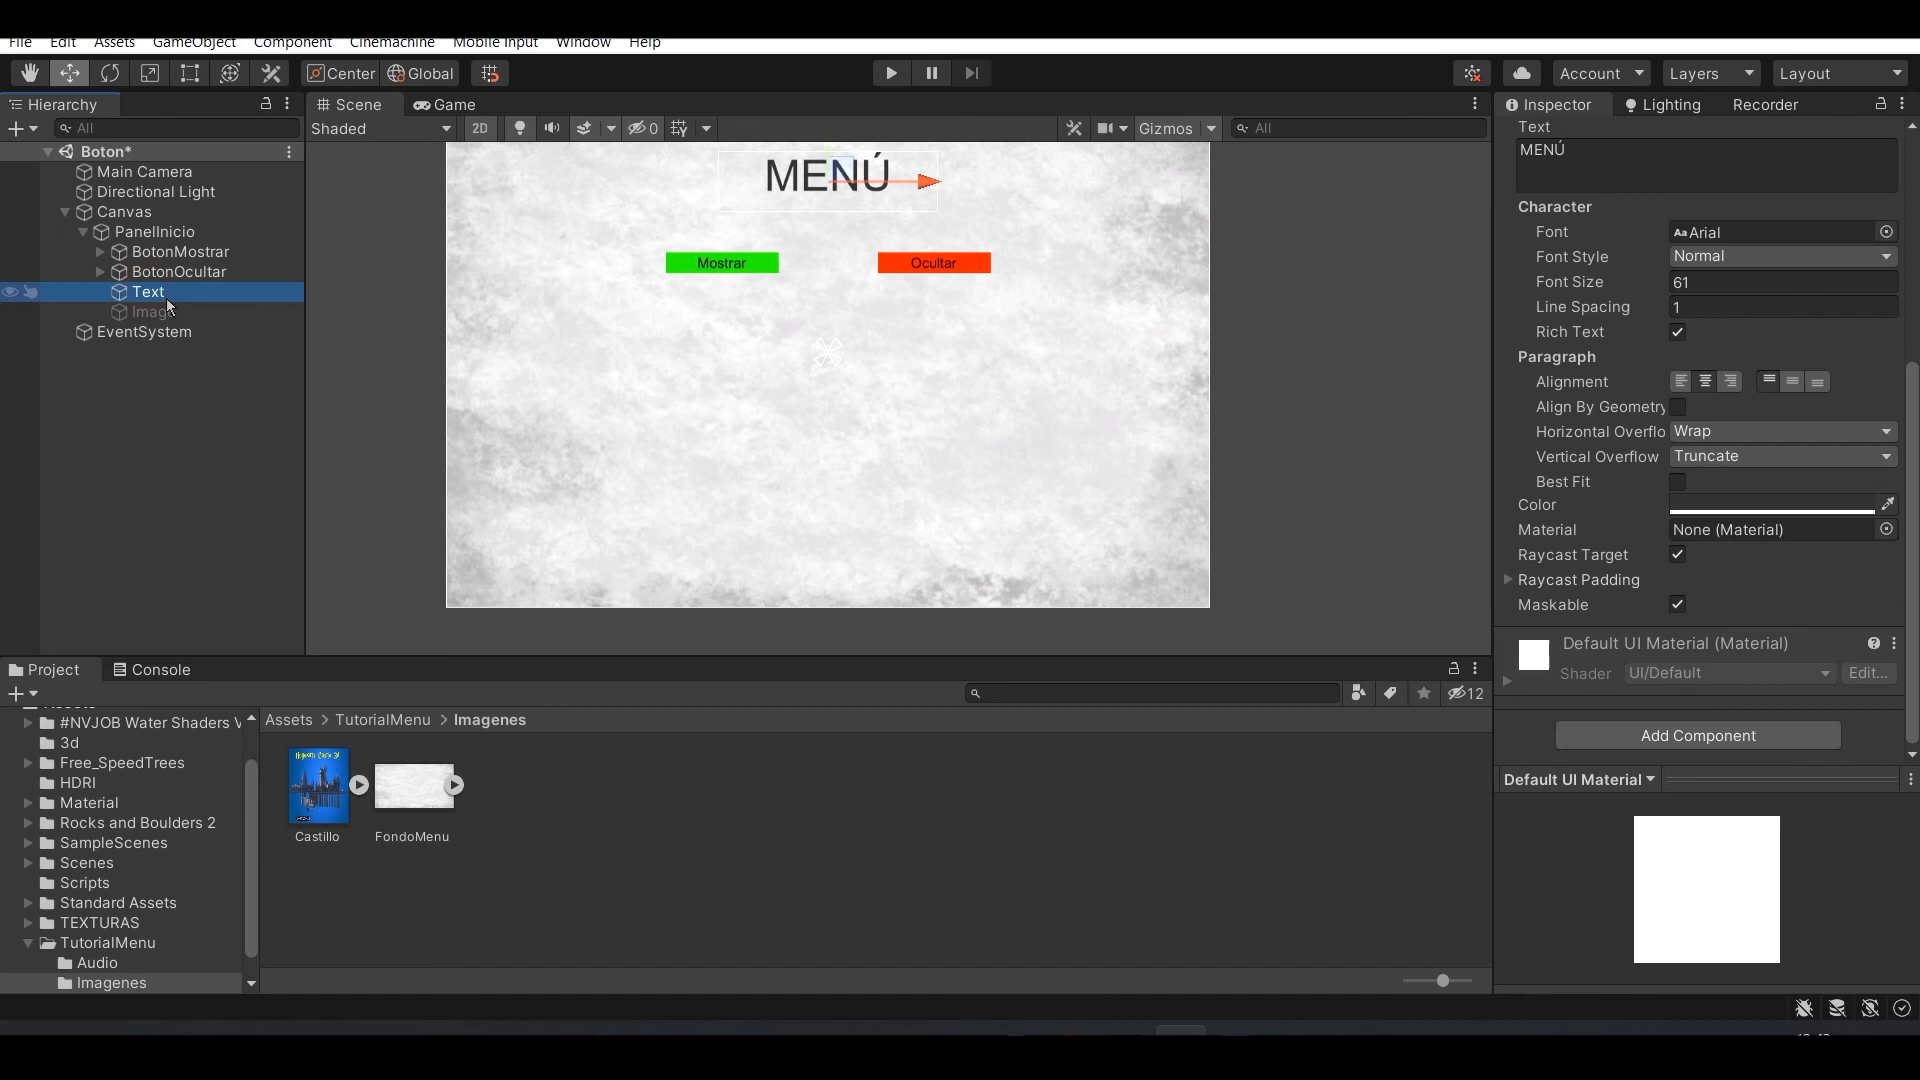 File Edit Assets GameObject Component Cinemachine Mobile Input Window Help
Center Global Account Layers Layout
Hierarchy Scene Game Inspector Lighting Recorder
All Shaded 2D 0 Gizmos All
Boton*
Main Camera
Directional Light
Canvas
PanelInicio
BotonMostrar
BotonOcultar
Text
EventSystem
MENÚ
Mostrar Ocultar
Text
MENÚ
Character
Font Aa Arial
Font Style Normal
Font Size 61
Line Spacing 1
Rich Text
Paragraph
Alignment
Align By Geometry
Horizontal Overflo Wrap
Vertical Overflow Truncate
Best Fit
Color
Material None (Material)
Raycast Target
Raycast Padding
Maskable
Default UI Material (Material)
Shader UI/Default Edit...
Add Component
Default UI Material
Project Console
12
#NVJOB Water Shaders V
3d
Free_SpeedTrees
HDRI
Material
Rocks and Boulders 2
SampleScenes
Scenes
Scripts
Standard Assets
TEXTURAS
TutorialMenu
Audio
Imagenes
Assets > TutorialMenu > Imagenes
Castillo FondoMenu